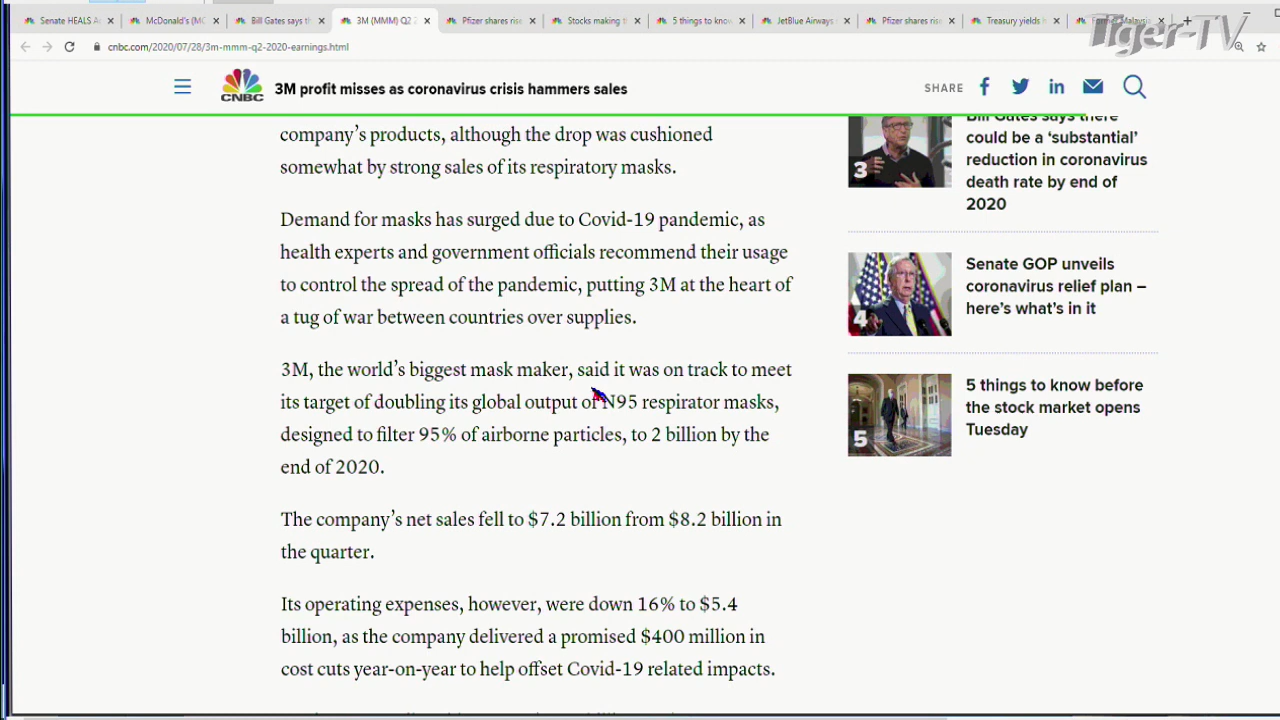 Senate HEALS A
McDonald's (MC
Bill Gates says th
3M (MMM) Q2
Pfizer shares rise
Stocks making t
5 things to know
JetBlue Airways
Pfizer shares rise
Treasury yields
Former Malaysia
Tiger-TV
cnbc.com/2020/07/28/3m-mmm-q2-2020-earnings.html
CNBC
3M profit misses as coronavirus crisis hammers sales
SHARE
company's products, although the drop was cushioned
somewhat by strong sales of its respiratory masks.
Demand for masks has surged due to Covid-19 pandemic, as
health experts and government officials recommend their usage
to control the spread of the pandemic, putting 3M at the heart of
a tug of war between countries over supplies.
3M, the world's biggest mask maker, said it was on track to meet
its target of doubling its global output of N95 respirator masks,
designed to filter 95% of airborne particles, to 2 billion by the
end of 2020.
The company's net sales fell to $7.2 billion from $8.2 billion in
the quarter.
Its operating expenses, however, were down 16% to $5.4
billion, as the company delivered a promised $400 million in
cost cuts year-on-year to help offset Covid-19 related impacts.
3
Bill Gates says there
could be a 'substantial'
reduction in coronavirus
death rate by end of
2020
4
Senate GOP unveils
coronavirus relief plan –
here's what's in it
5
5 things to know before
the stock market opens
Tuesday